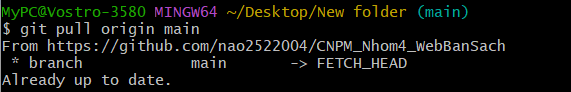 MyPC@Vostro-3580 MINGW64 ~/Desktop/New folder (main)
$ git pull origin main
From https://github.com/nao2522004/CNPM_Nhom4_WebBanSach
 * branch            main       -> FETCH_HEAD
Already up to date.